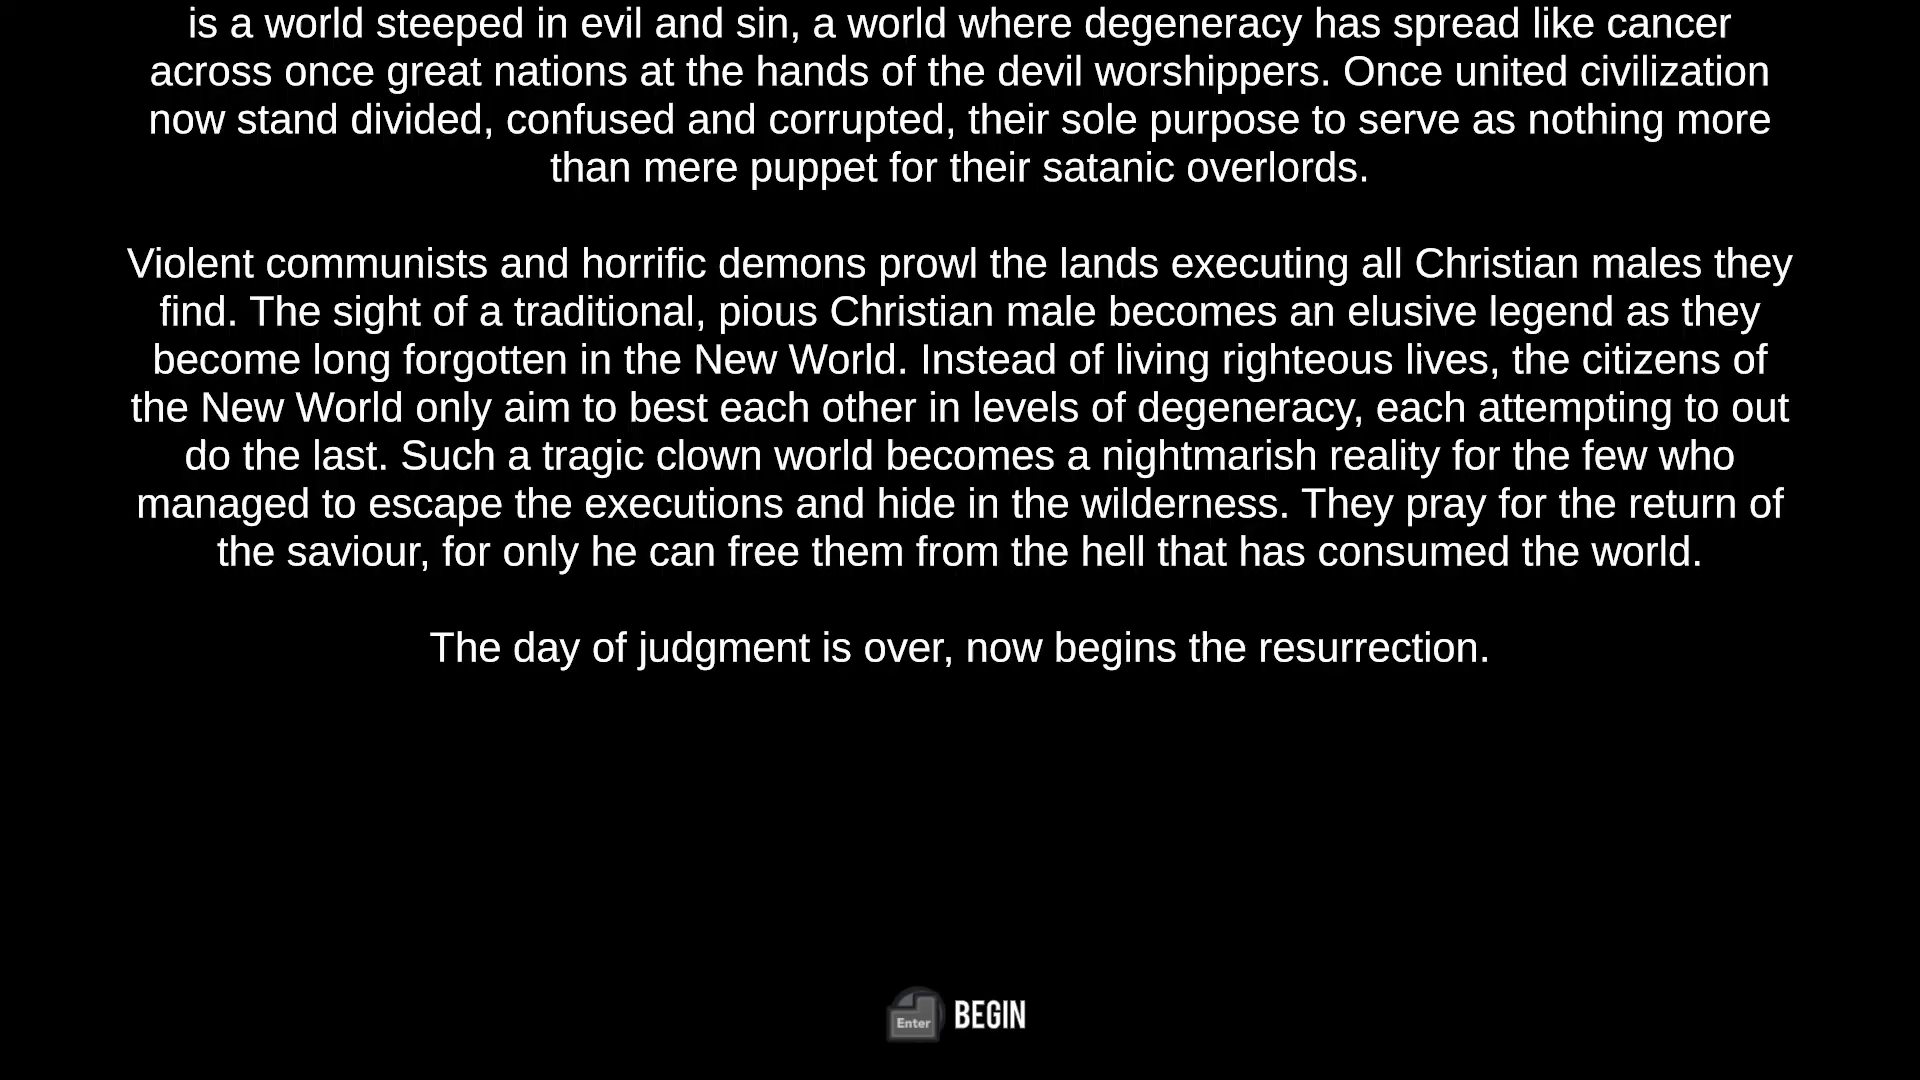 is a world steeped in evil and sin, a world where degeneracy has spread like cancer
across once great nations at the hands of the devil worshippers. Once united civilization
now stand divided, confused and corrupted, their sole purpose to serve as nothing more
than mere puppet for their satanic overlords.
Violent communists and horrific demons prowl the lands executing all Christian males they
find. The sight of a traditional, pious Christian male becomes an elusive legend as they
become long forgotten in the New World. Instead of living righteous lives, the citizens of
the New World only aim to best each other in levels of degeneracy, each attempting to out
do the last. Such a tragic clown world becomes a nightmarish reality for the few who
managed to escape the executions and hide in the wilderness. They pray for the return of
the saviour, for only he can free them from the hell that has consumed the world.
The day of judgment is over, now begins the resurrection.
Enter BEGIN